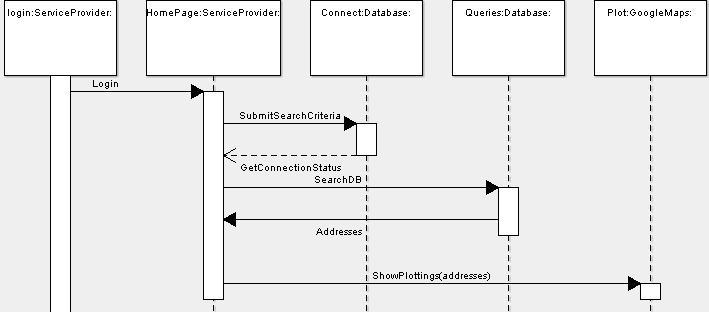 login:ServiceProvider:
HomePage:ServiceProvider:
Connect:Database:
Queries:Database:
Plot:GoogleMaps:
Login
SubmitSearchCriteria
GetConnectionStatus
SearchDB
Addresses
ShowPlottings(addresses)